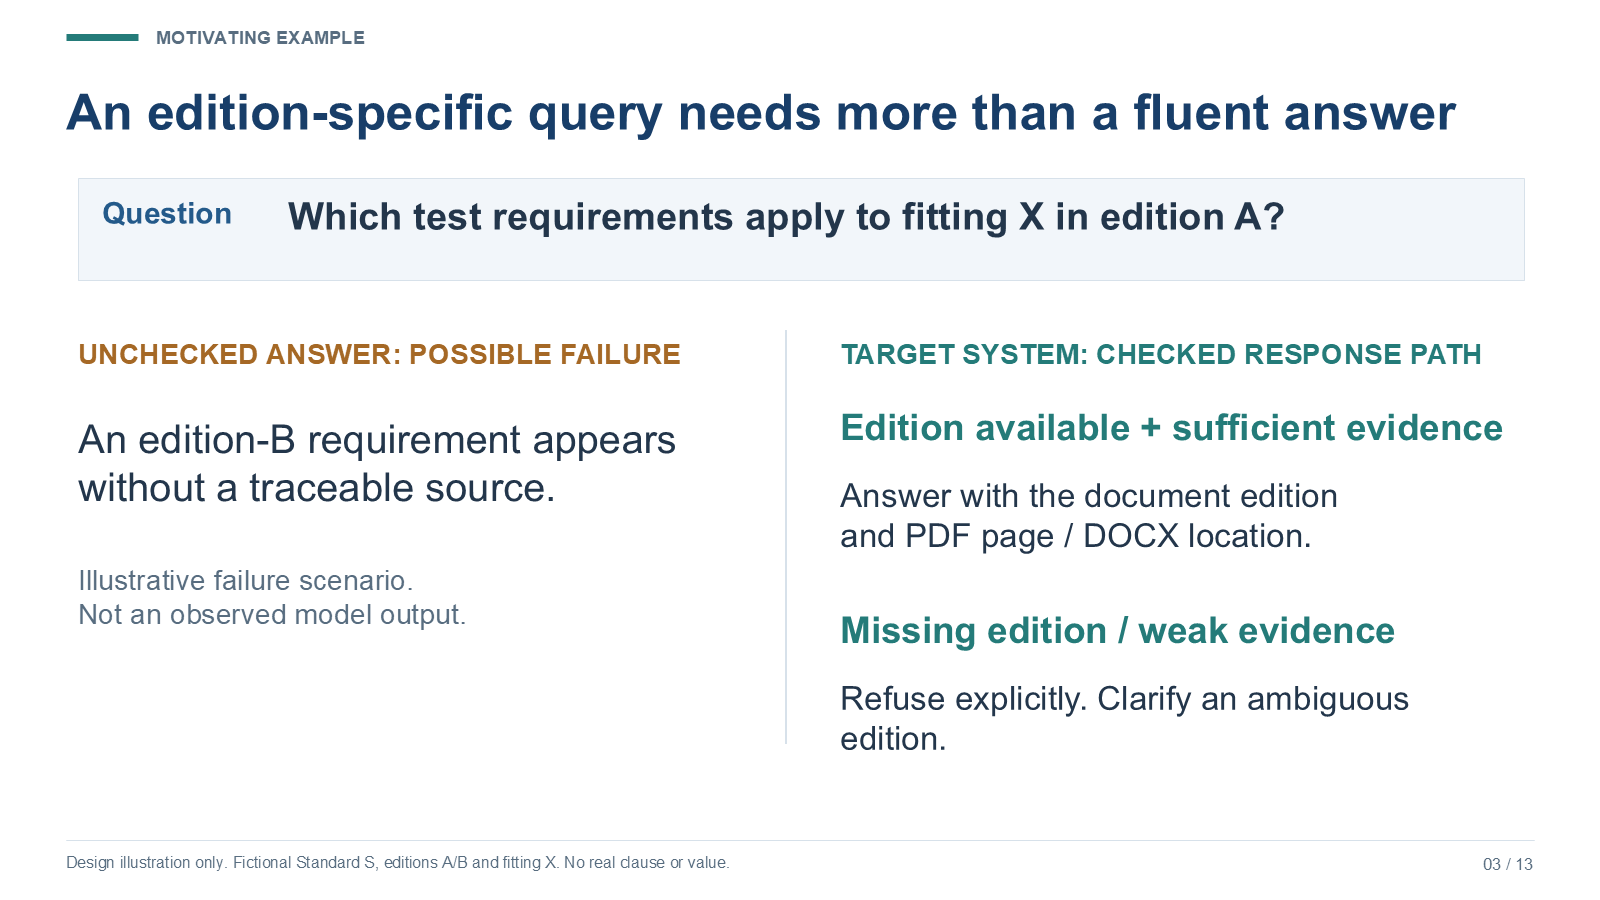 MOTIVATING EXAMPLE
An edition-specific query needs more than a fluent answer
Question
Which test requirements apply to fitting X in edition A?
UNCHECKED ANSWER: POSSIBLE FAILURE
An edition-B requirement appears
without a traceable source.
Illustrative failure scenario.
Not an observed model output.
TARGET SYSTEM: CHECKED RESPONSE PATH
Edition available + sufficient evidence
Answer with the document edition
and PDF page / DOCX location.
Missing edition / weak evidence
Refuse explicitly. Clarify an ambiguous
edition.
Design illustration only. Fictional Standard S, editions A/B and fitting X. No real clause or value.
03 / 13